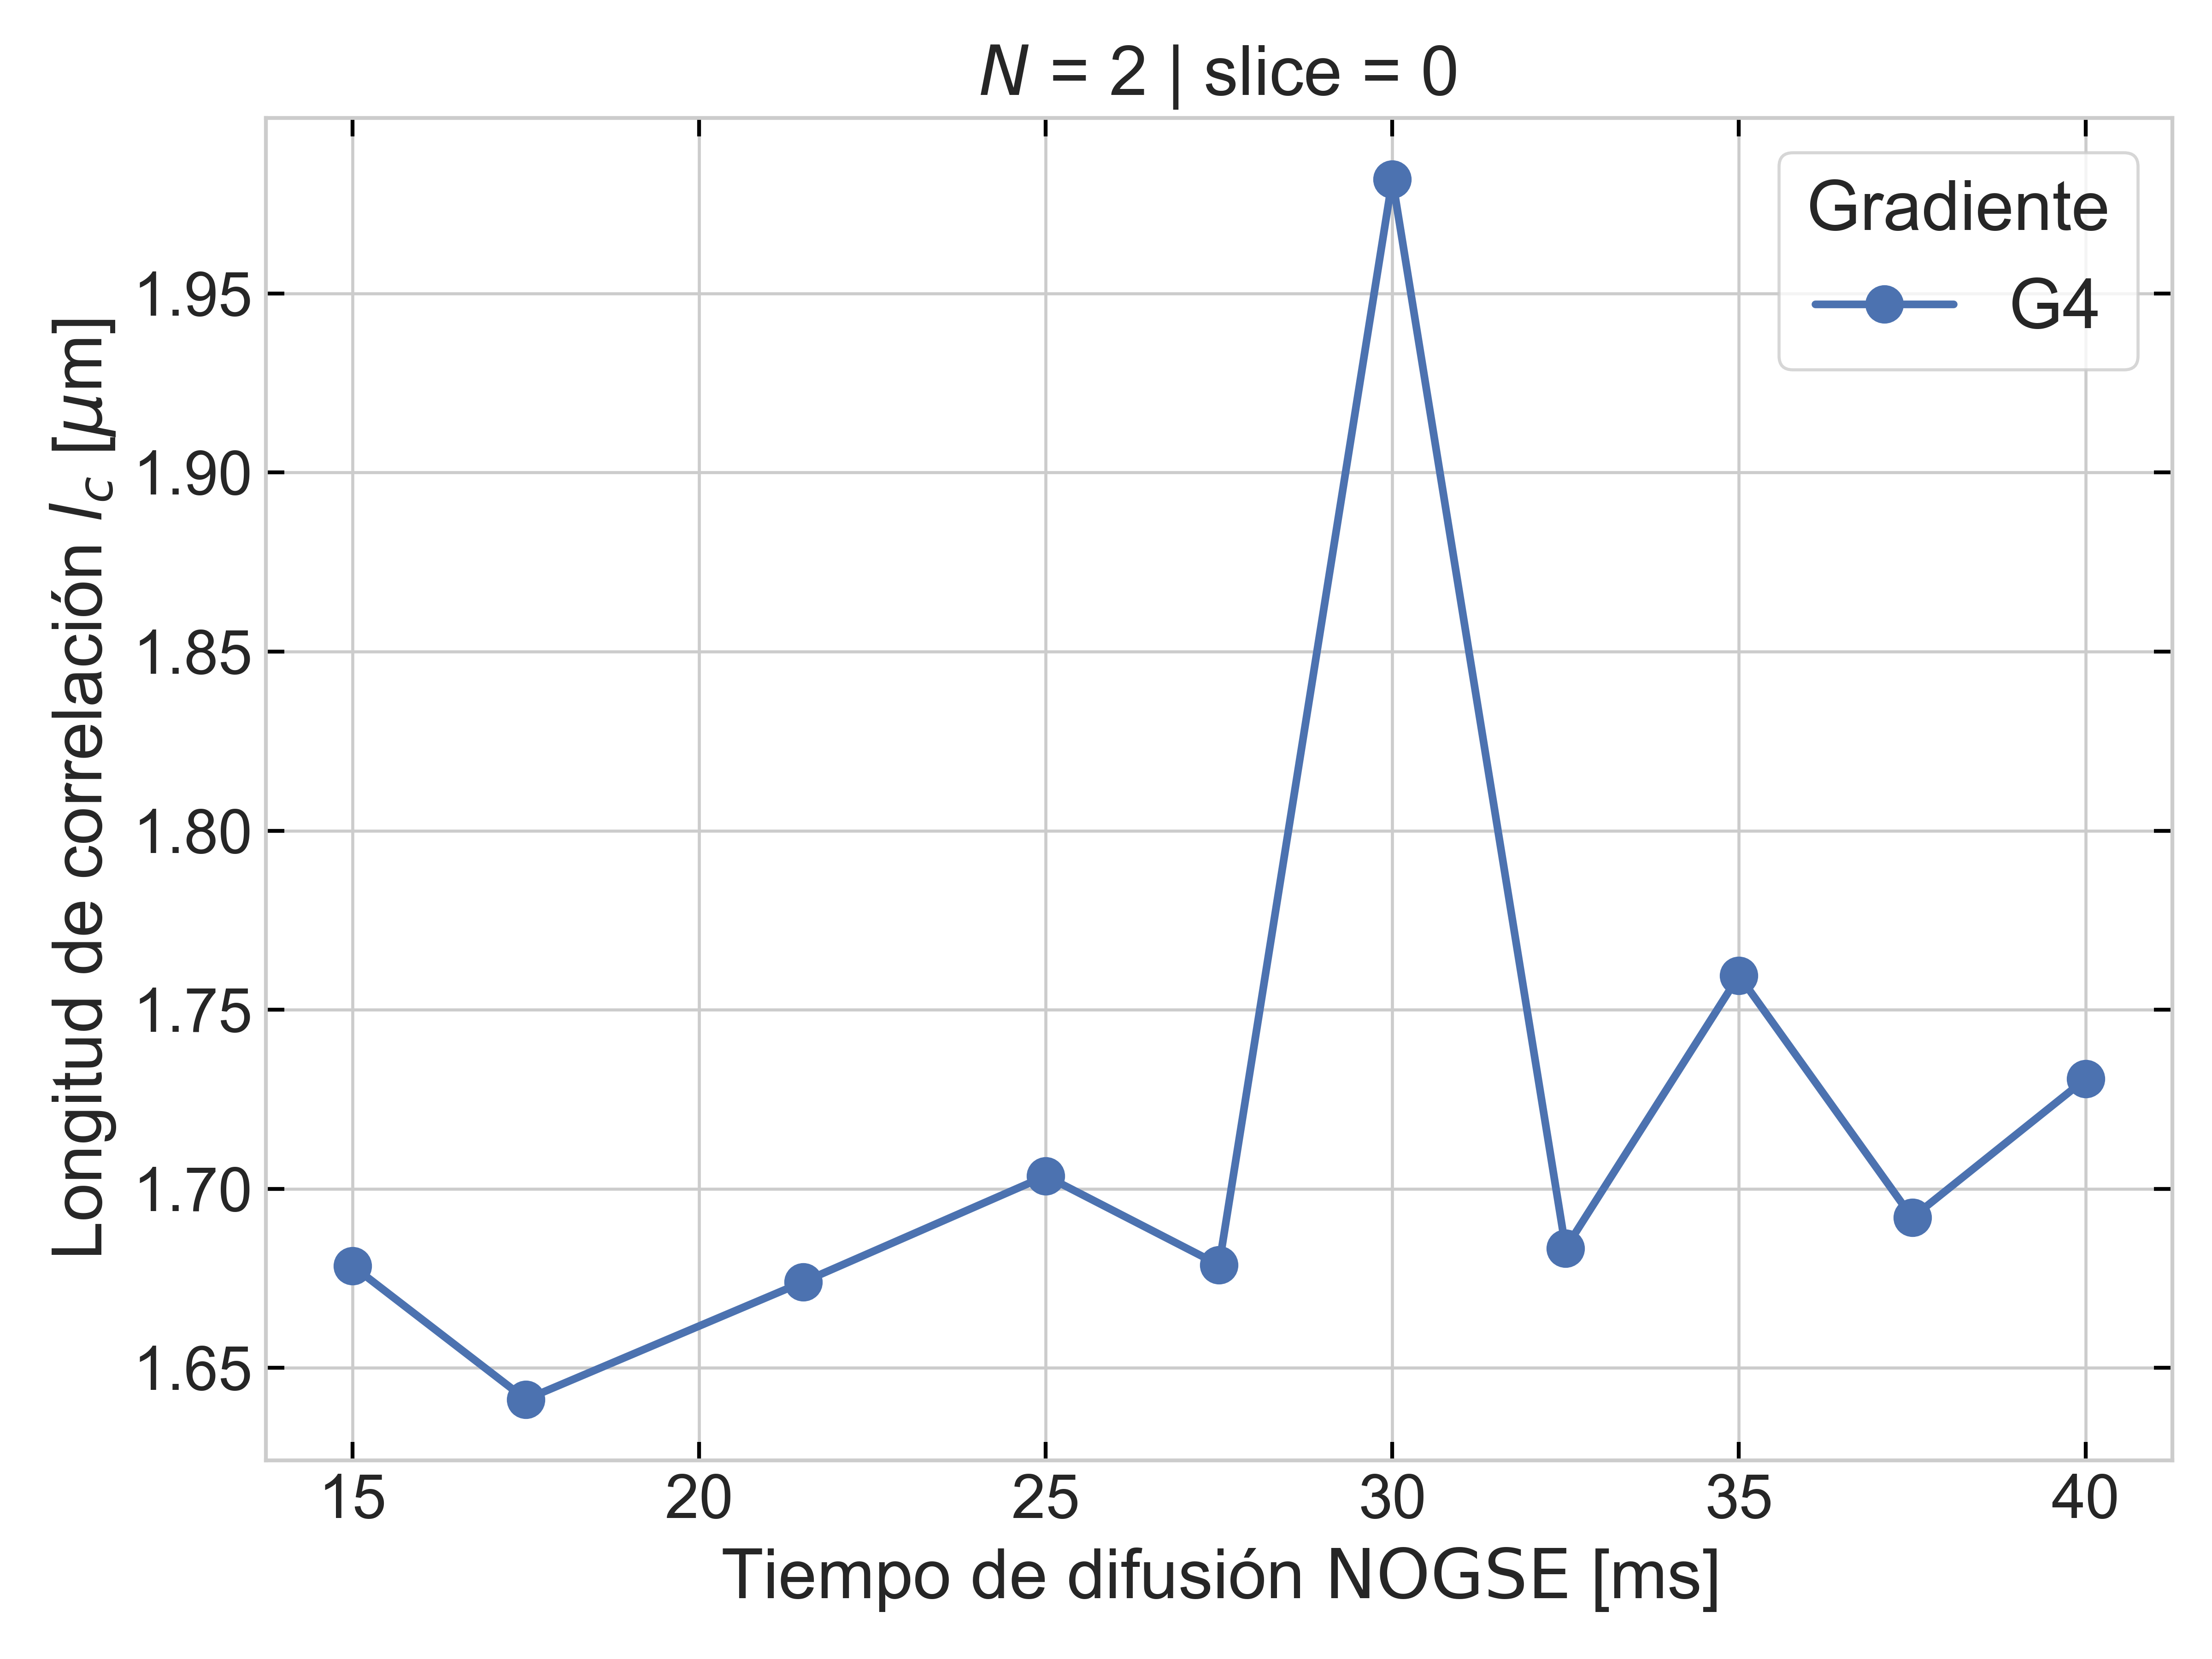 N = 2 | slice = 0
Gradiente
G4
Longitud de correlación l_c [μm]
1.95
1.90
1.85
1.80
1.75
1.70
1.65
15 20 25 30 35 40
Tiempo de difusión NOGSE [ms]